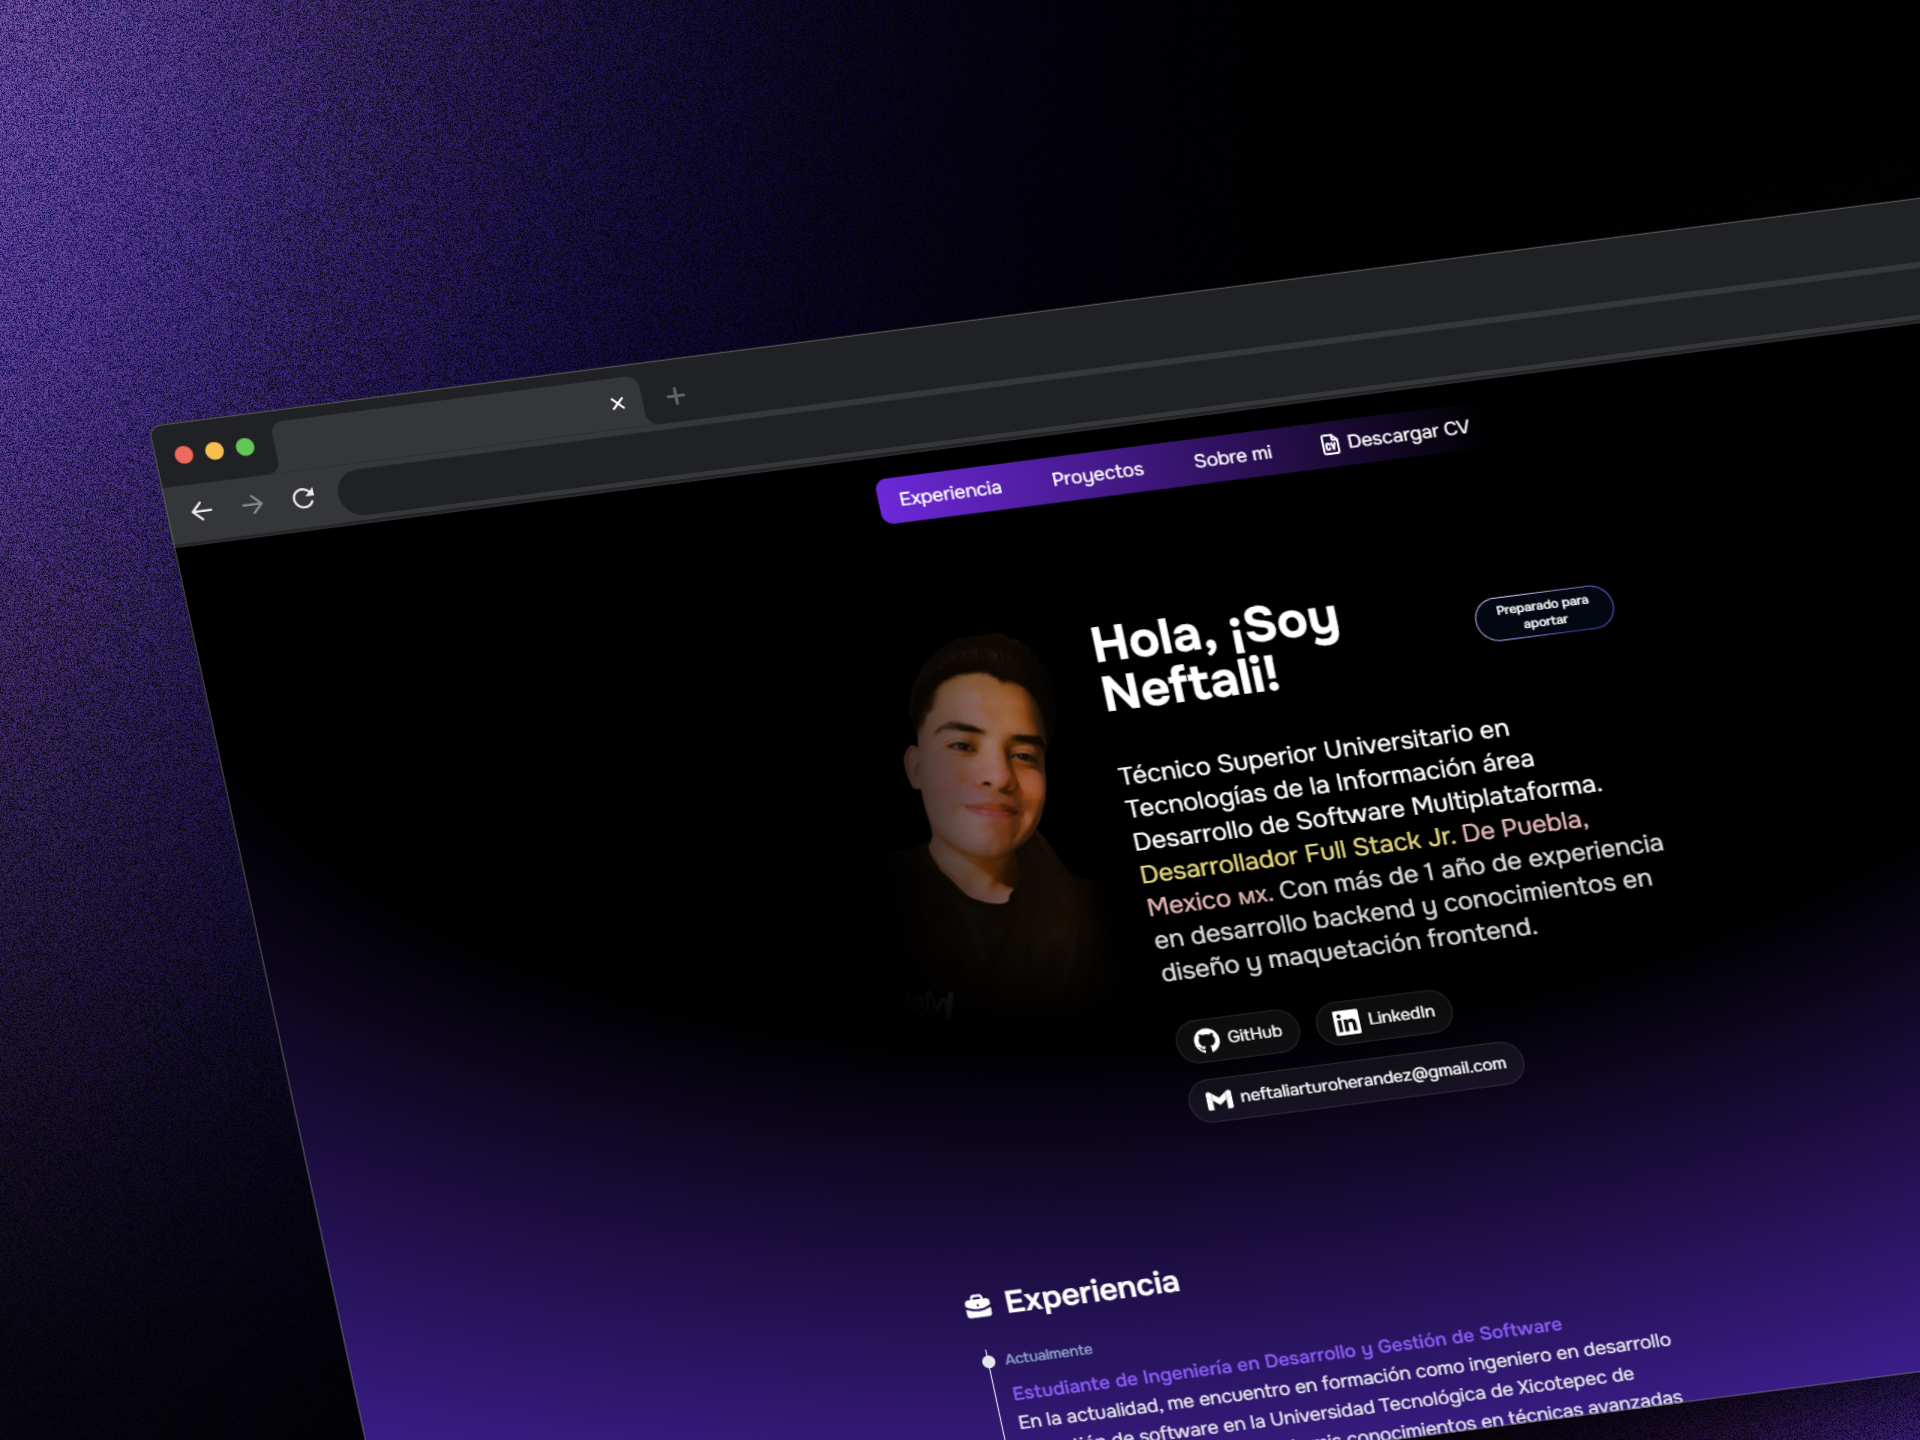 Experiencia
Proyectos
Sobre mi
CV Descargar CV
Hola, ¡Soy
Neftali!
Preparado para
aportar
Técnico Superior Universitario en
Tecnologías de la Información área
Desarrollo de Software Multiplataforma.
Desarrollador Full Stack Jr. De Puebla,
Mexico MX. Con más de 1 año de experiencia
en desarrollo backend y conocimientos en
diseño y maquetación frontend.
GitHub
in LinkedIn
neftaliarturoherandez@gmail.com
Experiencia
Actualmente
Estudiante de Ingeniería en Desarrollo y Gestión de Software
En la actualidad, me encuentro en formación como ingeniero en desarrollo
de software en la Universidad Tecnológica de Xicotepec de
conocimientos en técnicas avanzadas